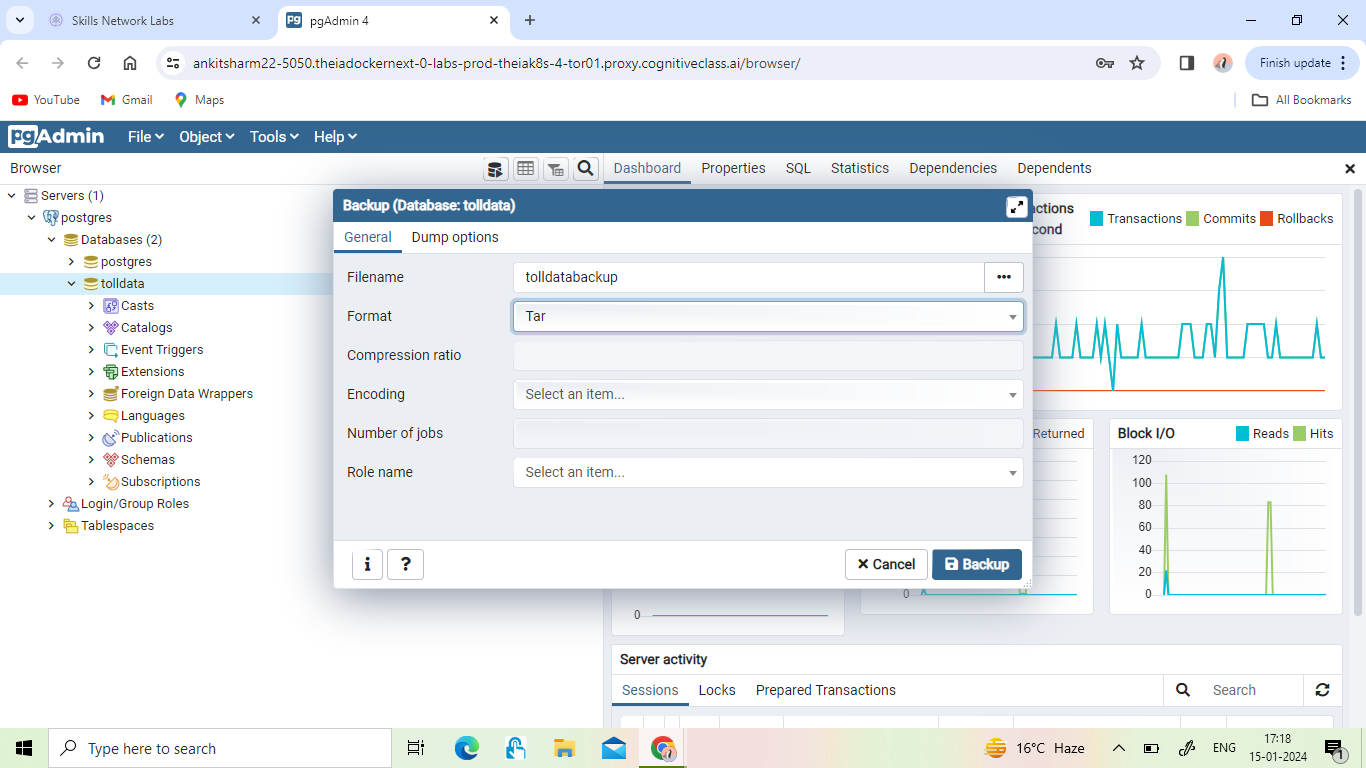 Skills Network Labs
pgAdmin 4
ankitsharm22-5050.theiadockernext-0-labs-prod-theiak8s-4-tor01.proxy.cognitiveclass.ai/browser/
Finish update
YouTube
Gmail
Maps
All Bookmarks
pgAdmin
File
Object
Tools
Help
Browser
Dashboard
Properties
SQL
Statistics
Dependencies
Dependents
Servers (1)
postgres
Databases (2)
postgres
tolldata
Casts
Catalogs
Event Triggers
Extensions
Foreign Data Wrappers
Languages
Publications
Schemas
Subscriptions
Login/Group Roles
Tablespaces
Backup (Database: tolldata)
General
Dump options
Filename
tolldatabackup
Format
Tar
Compression ratio
Encoding
Select an item...
Number of jobs
Role name
Select an item...
i
?
Cancel
Backup
actions
cond
Transactions
Commits
Rollbacks
Returned
Block I/O
Reads
Hits
120
100
80
60
40
20
0
0
0
Server activity
Sessions
Locks
Prepared Transactions
Search
Type here to search
16°C Haze
ENG
17:18
15-01-2024
1